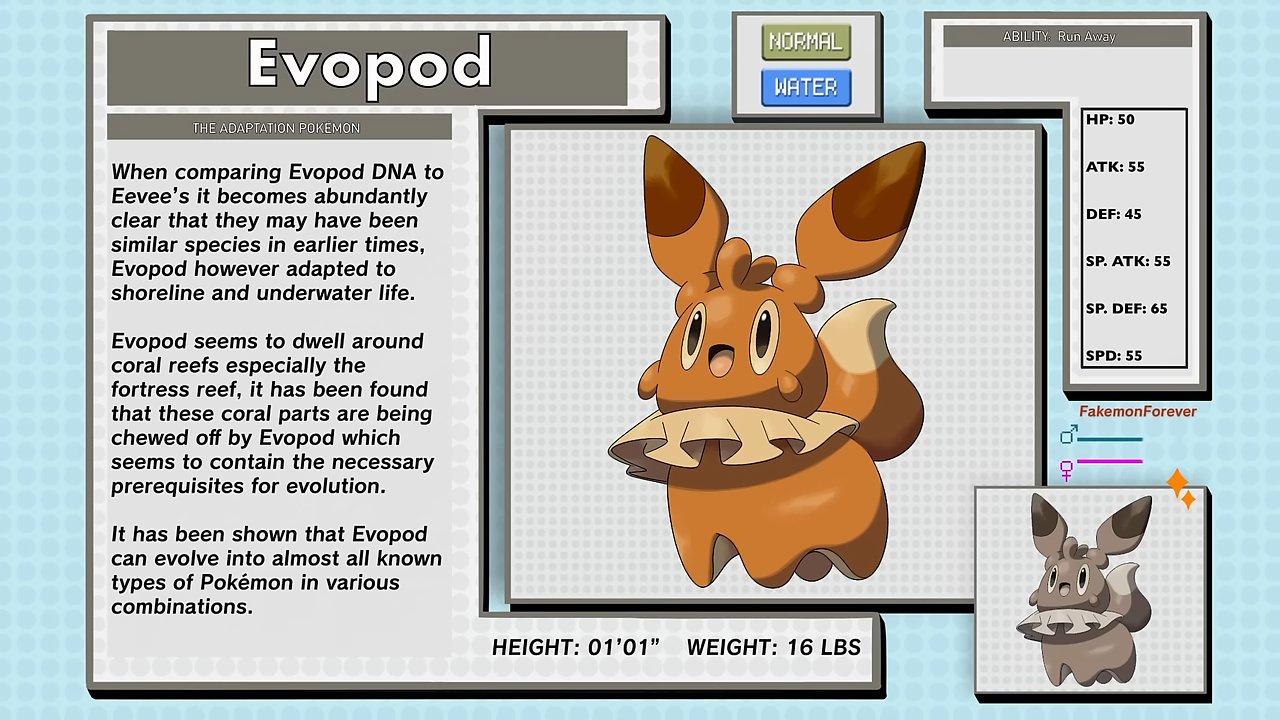 Evopod
NORMAL
WATER
ABILITY: Run Away
THE ADAPTATION POKÉMON
When comparing Evopod DNA to
Eevee's it becomes abundantly
clear that they may have been
similar species in earlier times,
Evopod however adapted to
shoreline and underwater life.
Evopod seems to dwell around
coral reefs especially the
fortress reef, it has been found
that these coral parts are being
chewed off by Evopod which
seems to contain the necessary
prerequisites for evolution.
It has been shown that Evopod
can evolve into almost all known
types of Pokémon in various
combinations.
HP: 50
ATK: 55
DEF: 45
SP. ATK: 55
SP. DEF: 65
SPD: 55
FakemonForever
♂
♀
HEIGHT: 01'01” WEIGHT: 16 LBS